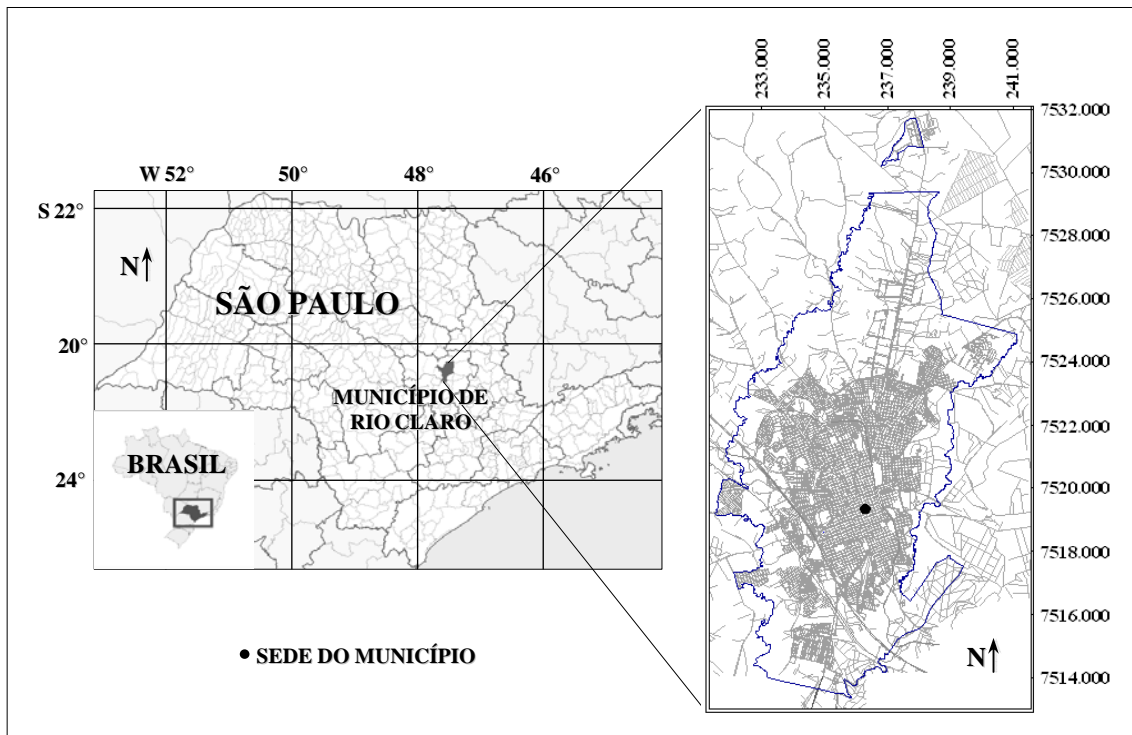 233.000
235.000
237.000
239.000
241.000
7532.000
7530.000
7528.000
7526.000
7524.000
7522.000
7520.000
7518.000
7516.000
7514.000
N
W 52° 50° 48° 46°
S 22°
N
SÃO PAULO
20°
MUNICÍPIO DE
RIO CLARO
24°
BRASIL
SEDE DO MUNICÍPIO